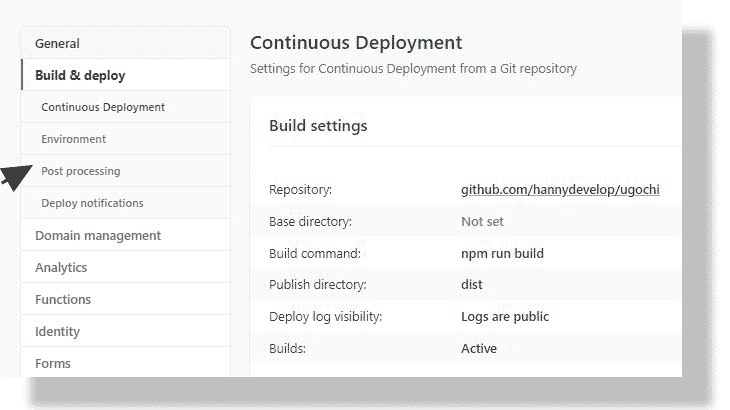 General
Build & deploy
Continuous Deployment
Environment
Post processing
Deploy notifications
Domain management
Analytics
Functions
Identity
Forms
Continuous Deployment
Settings for Continuous Deployment from a Git repository
Build settings
Repository: github.com/hannydevelop/ugochi
Base directory: Not set
Build command: npm run build
Publish directory: dist
Deploy log visibility: Logs are public
Builds: Active